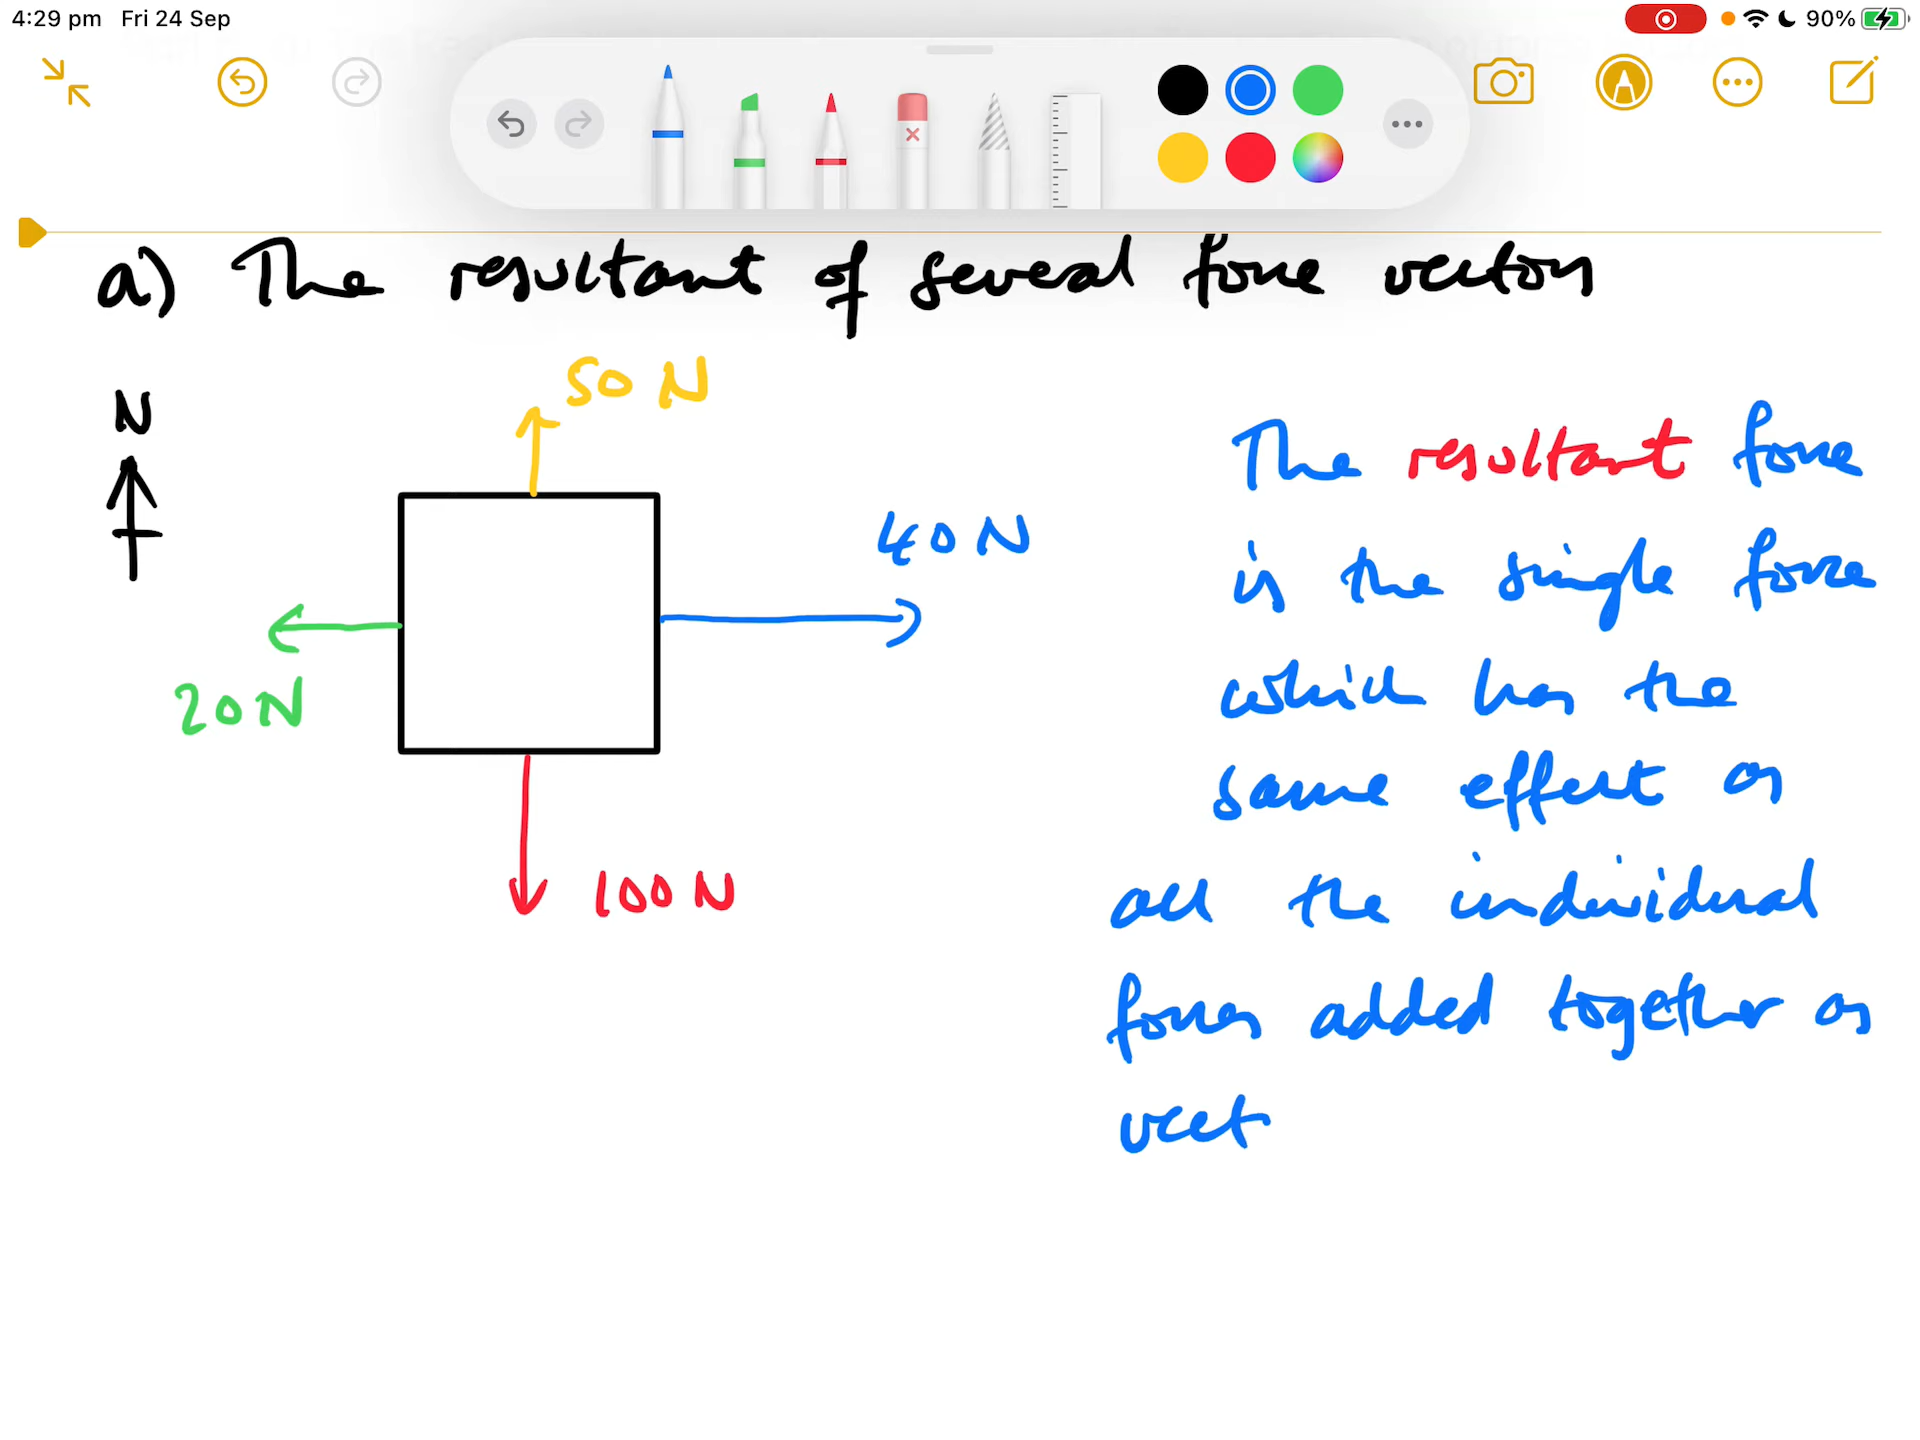 4:29 pm Fri 24 Sep
90%
a) The resultant of several force vectors
50 N
N
The resultant force
40 N
is the single force
which has the
20 N
same effect as
100 N
all the individual
forces added together as
vect